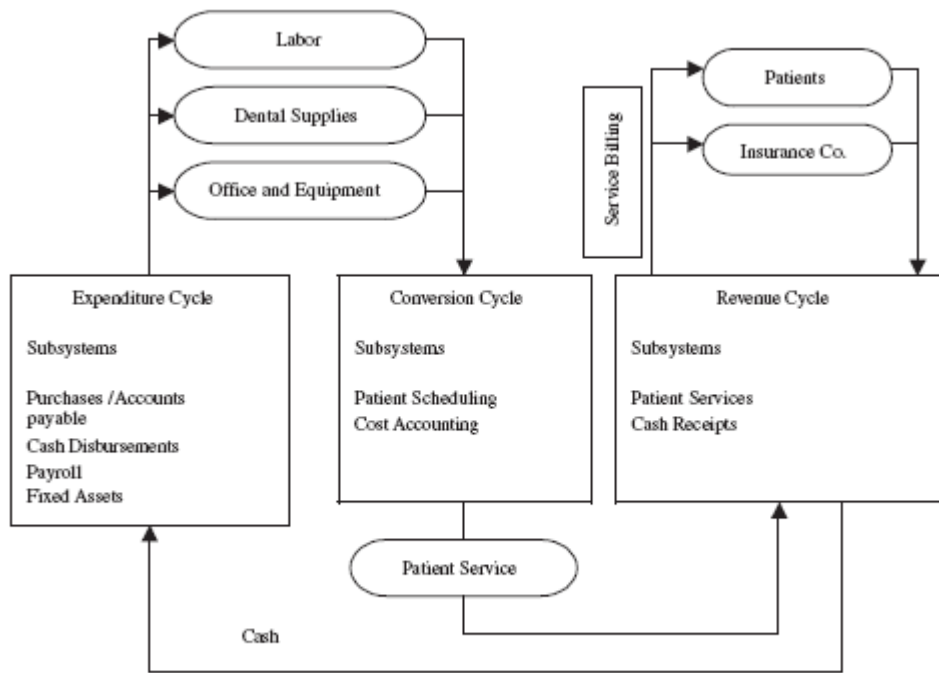 Labor
Dental Supplies
Office and Equipment
Service Billing
Patients
Insurance Co.
Expenditure Cycle
Subsystems
Purchases /Accounts
payable
Cash Disbursements
Payroll
Fixed Assets
Conversion Cycle
Subsystems
Patient Scheduling
Cost Accounting
Revenue Cycle
Subsystems
Patient Services
Cash Receipts
Patient Service
Cash